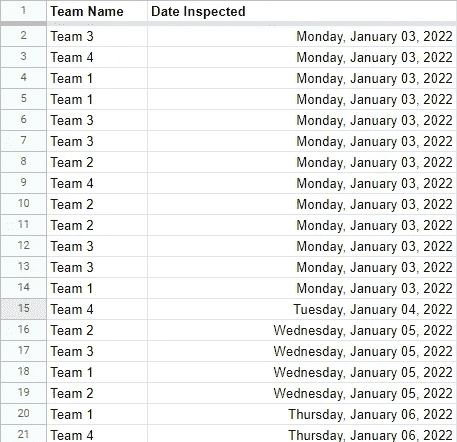 1 Team Name Date Inspected
2 Team 3 Monday, January 03, 2022
3 Team 4 Monday, January 03, 2022
4 Team 1 Monday, January 03, 2022
5 Team 1 Monday, January 03, 2022
6 Team 3 Monday, January 03, 2022
7 Team 3 Monday, January 03, 2022
8 Team 2 Monday, January 03, 2022
9 Team 4 Monday, January 03, 2022
10 Team 2 Monday, January 03, 2022
11 Team 2 Monday, January 03, 2022
12 Team 3 Monday, January 03, 2022
13 Team 3 Monday, January 03, 2022
14 Team 1 Monday, January 03, 2022
15 Team 4 Tuesday, January 04, 2022
16 Team 2 Wednesday, January 05, 2022
17 Team 3 Wednesday, January 05, 2022
18 Team 1 Wednesday, January 05, 2022
19 Team 2 Wednesday, January 05, 2022
20 Team 1 Thursday, January 06, 2022
21 Team 4 Thursday, January 06, 2022